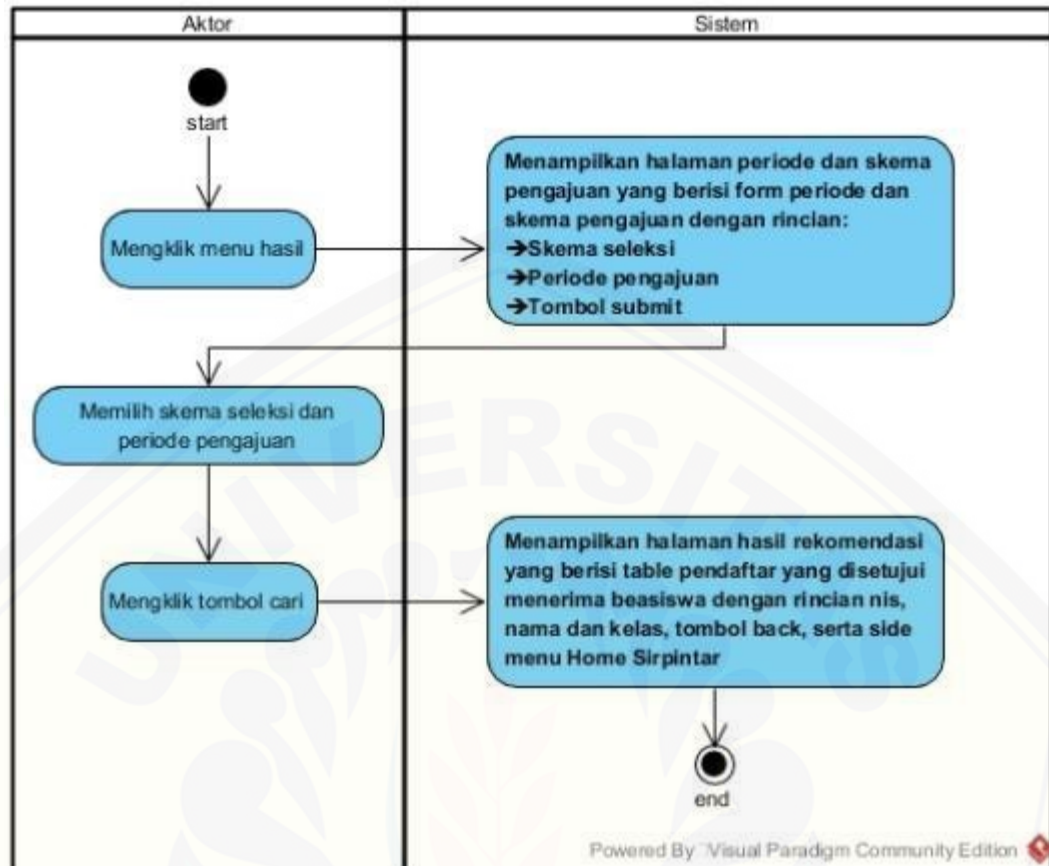 Aktor
Sistem
start
Mengklik menu hasil
Menampilkan halaman periode dan skema
pengajuan yang berisi form periode dan
skema pengajuan dengan rincian:
➔Skema seleksi
➔Periode pengajuan
➔Tombol submit
Memilih skema seleksi dan
periode pengajuan
Mengklik tombol cari
Menampilkan halaman hasil rekomendasi
yang berisi table pendaftar yang disetujui
menerima beasiswa dengan rincian nis,
nama dan kelas, tombol back, serta side
menu Home Sirpintar
end
UNIVERSITAS
Powered By Visual Paradigm Community Edition